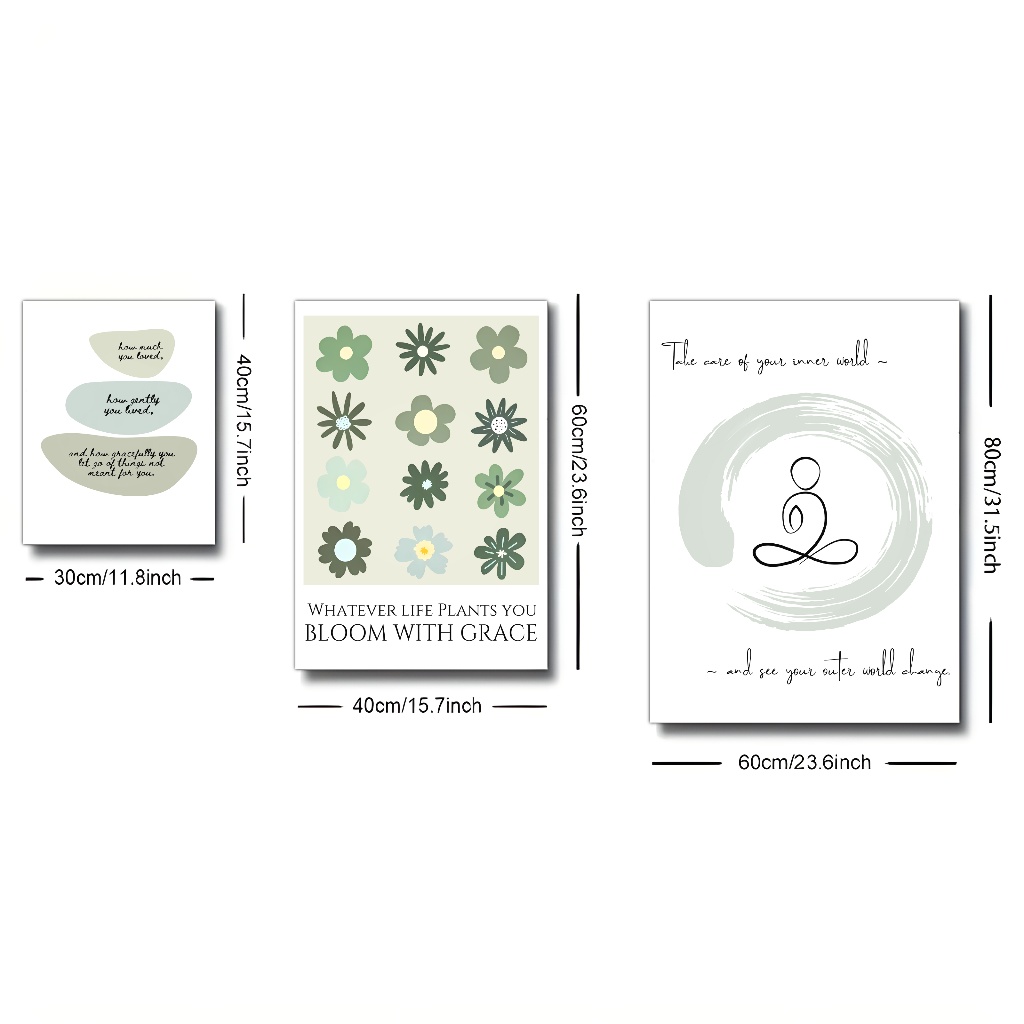 how much
you loved,
how gently
you lived,
and how gracefully you
let go of things not
meant for you.
40cm/15.7inch
30cm/11.8inch
WHATEVER LIFE PLANTS YOU
BLOOM WITH GRACE
60cm/23.6inch
40cm/15.7inch
Take care of your inner world ~
~ and see your outer world change.
80cm/31.5inch
60cm/23.6inch